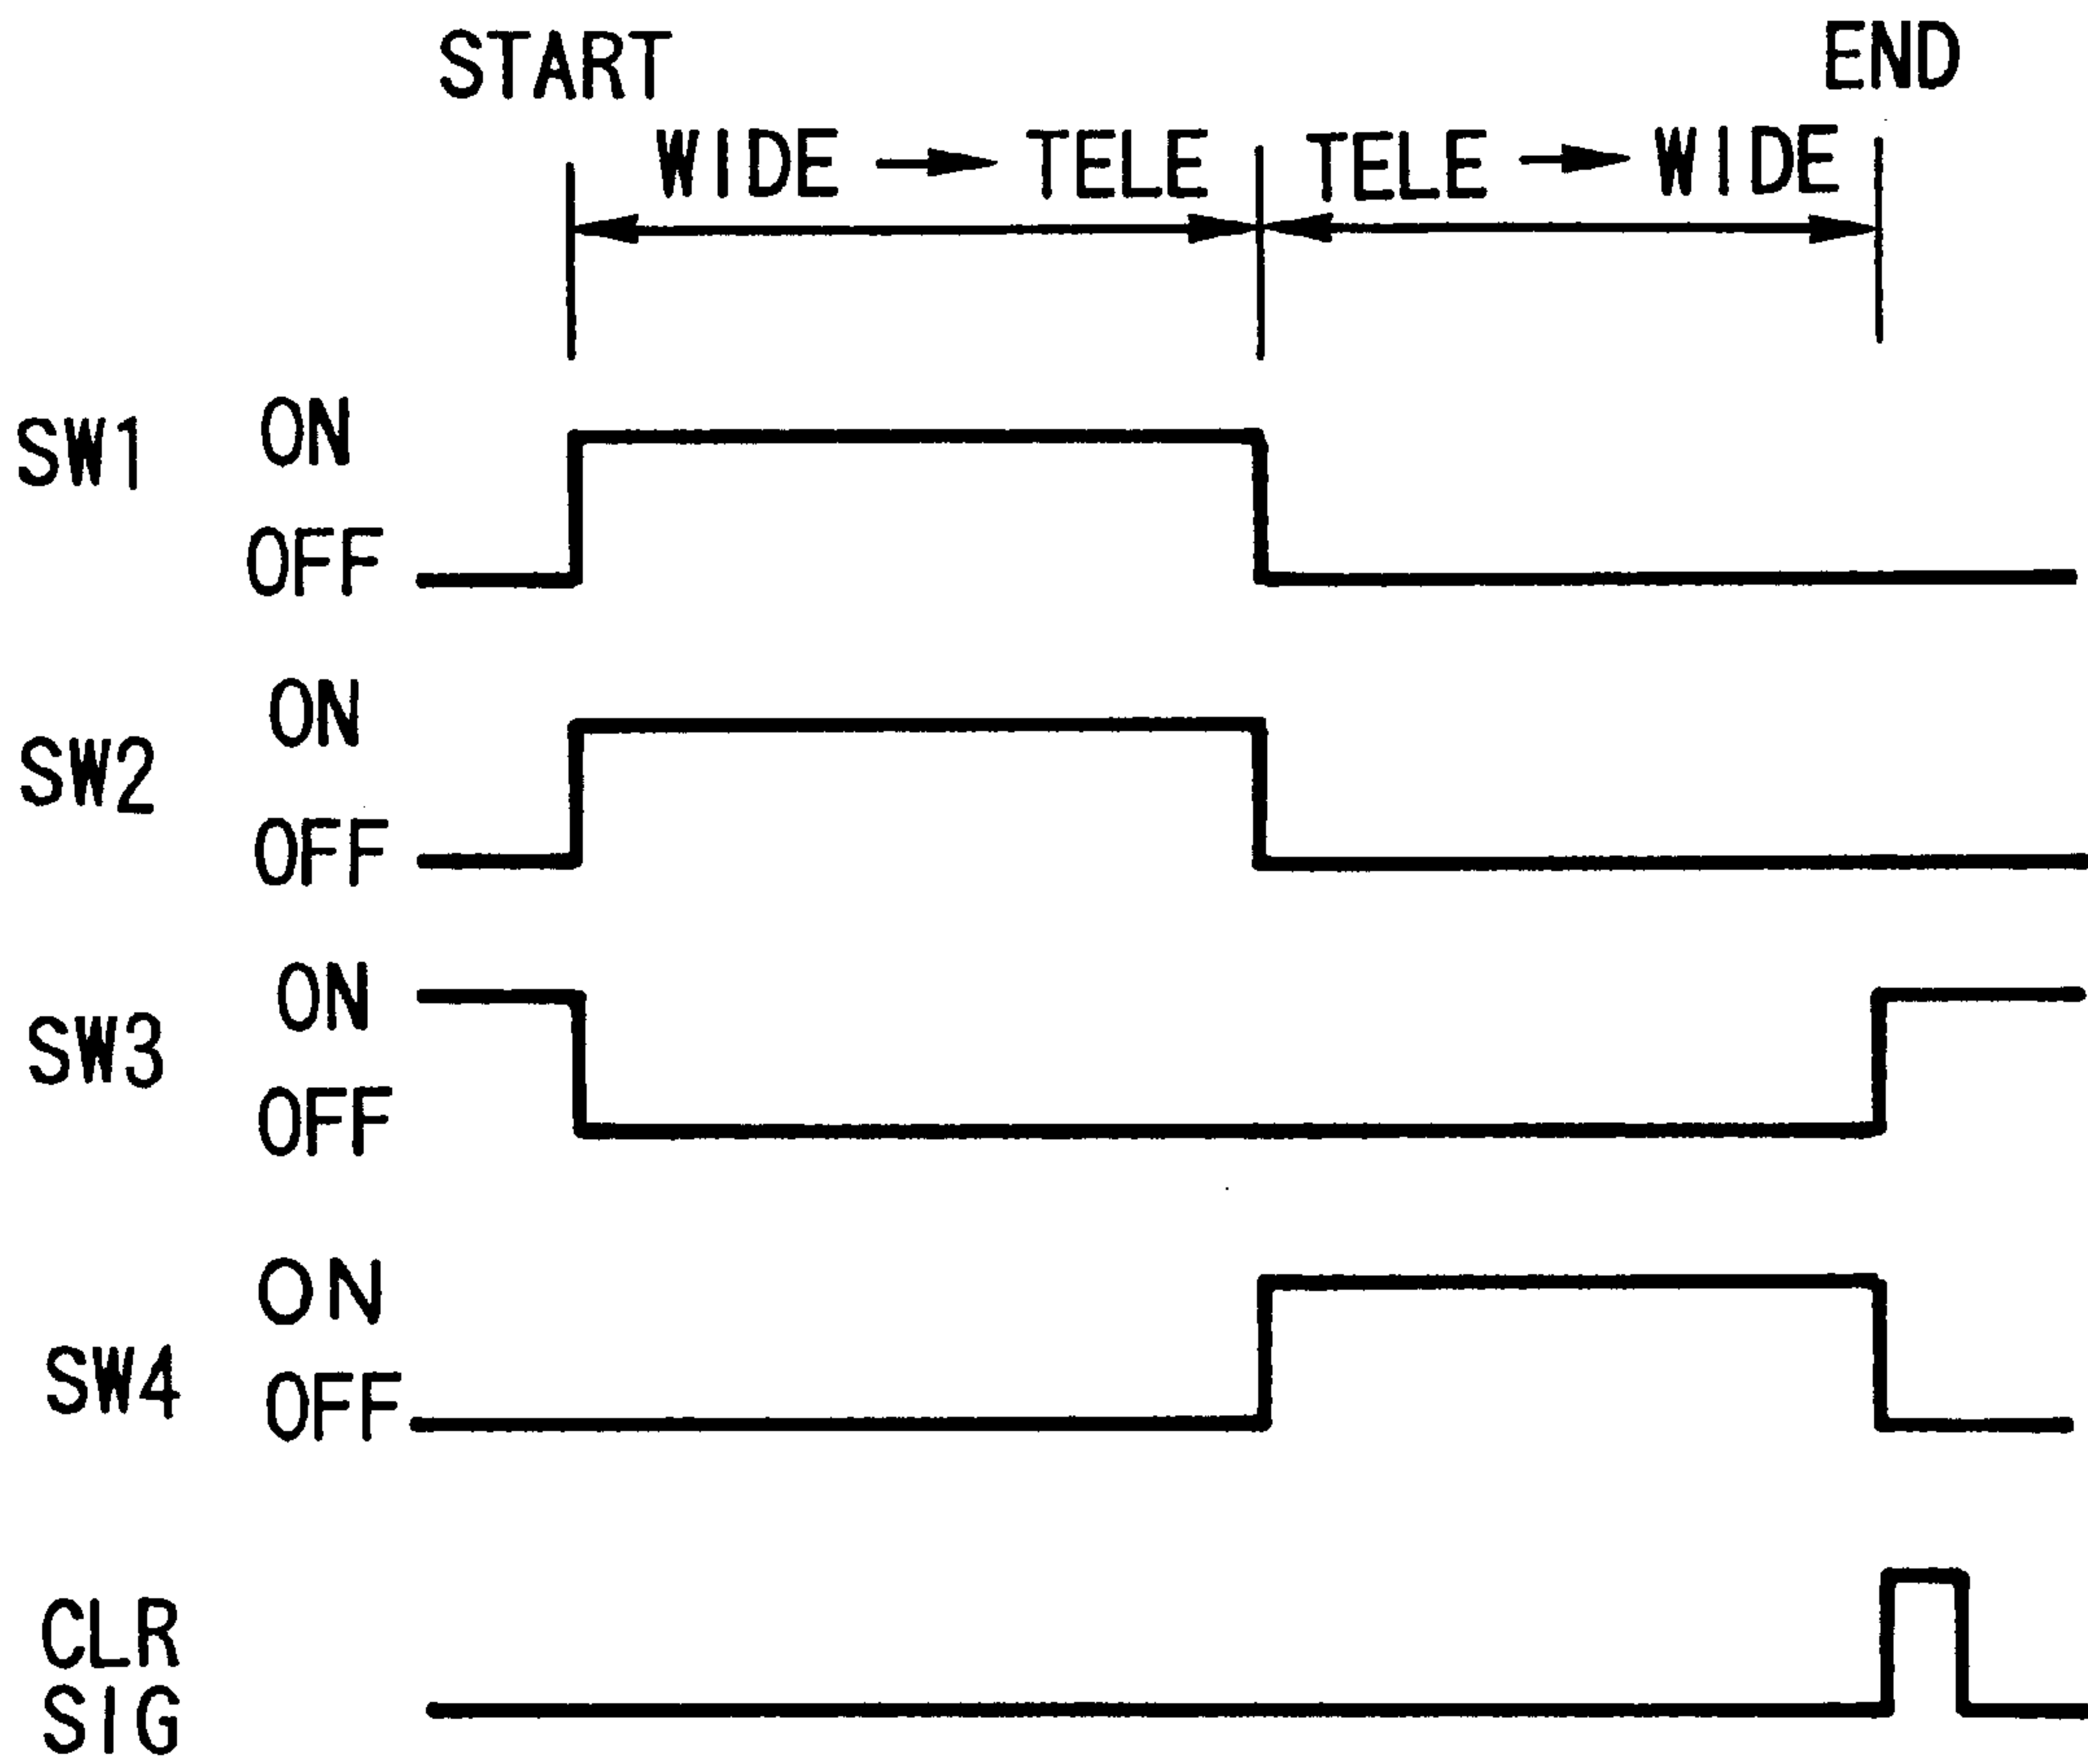 START END
WIDE → TELE TELE → WIDE
SW1 ON
OFF
SW2 ON
OFF
SW3 ON
OFF
SW4 ON
OFF
CLR
SIG